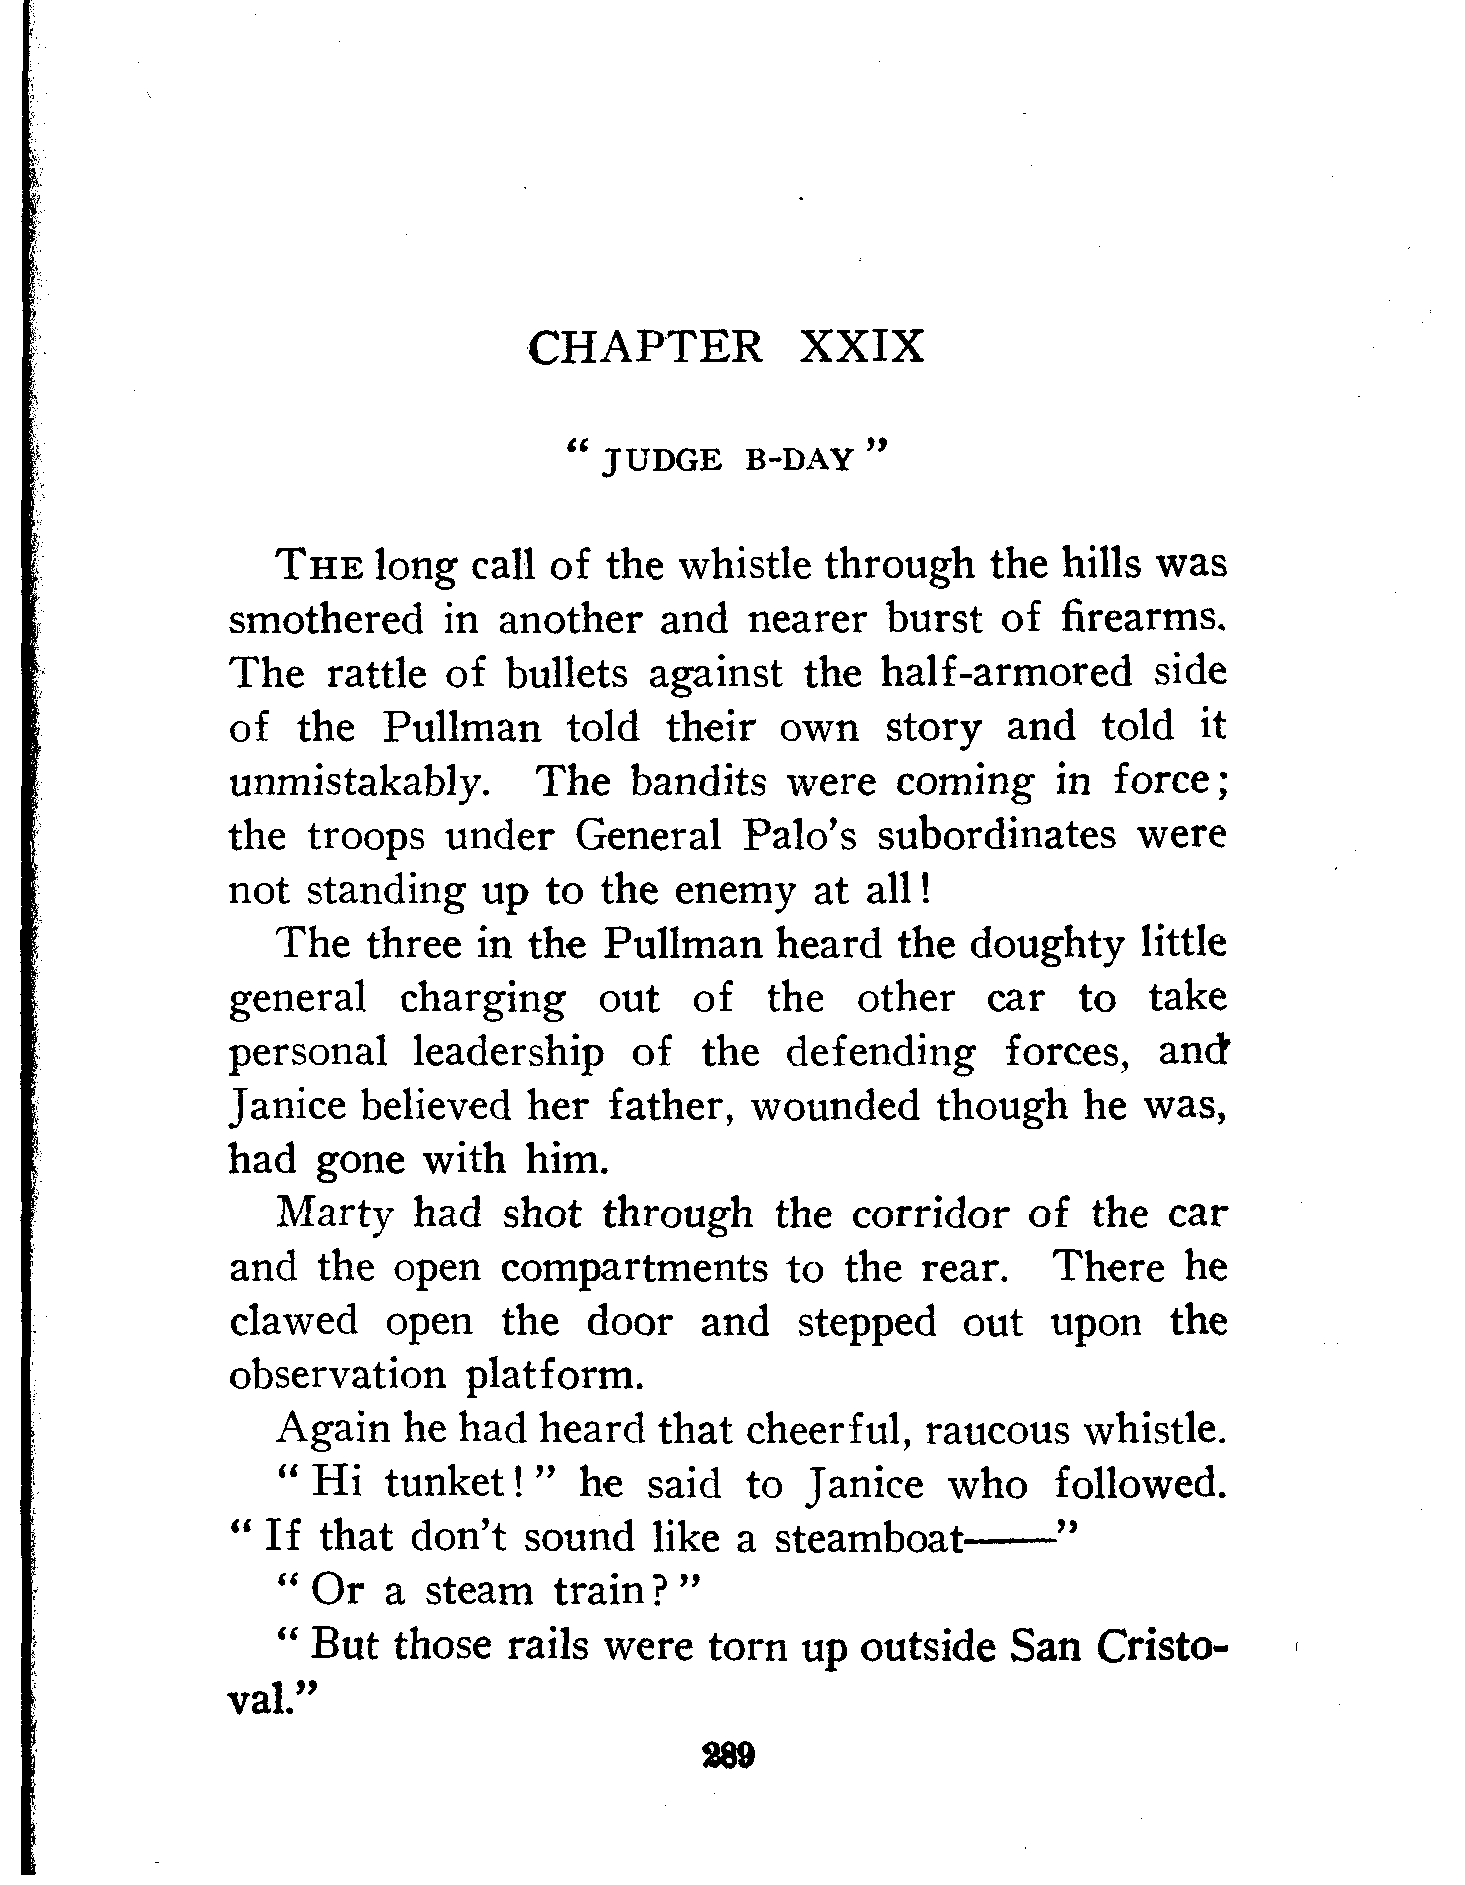 CHAPTER XXIX
“ JUDGE B-DAY ”
THE long call of the whistle through the hills was
smothered in another and nearer burst of firearms.
The rattle of bullets against the half-armored side
of the Pullman told their own story and told it
unmistakably. The bandits were coming in force;
the troops under General Palo’s subordinates were
not standing up to the enemy at all!
The three in the Pullman heard the doughty little
general charging out of the other car to take
personal leadership of the defending forces, and
Janice believed her father, wounded though he was,
had gone with him.
Marty had shot through the corridor of the car
and the open compartments to the rear. There he
clawed open the door and stepped out upon the
observation platform.
Again he had heard that cheerful, raucous whistle.
“ Hi tunket! ” he said to Janice who followed.
“ If that don’t sound like a steamboat——”
“ Or a steam train? ”
“ But those rails were torn up outside San Cristo-
val.”
289